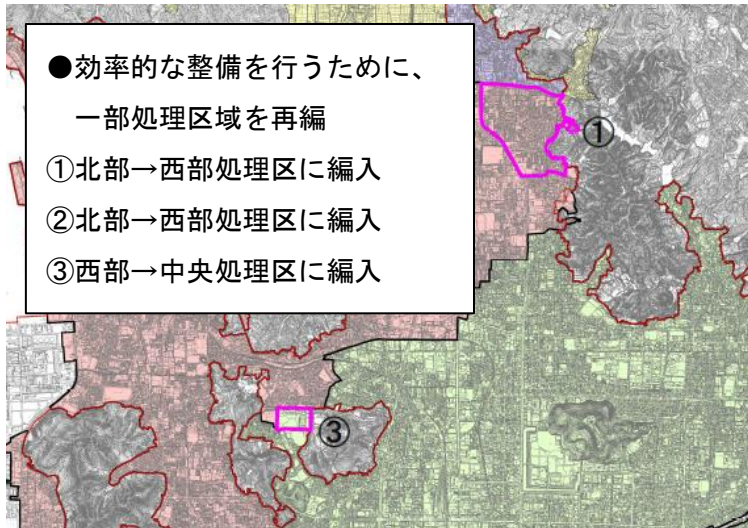 ●効率的な整備を行うために、
一部処理区域を再編
①北部→西部処理区に編入
②北部→西部処理区に編入
③西部→中央処理区に編入
①
③